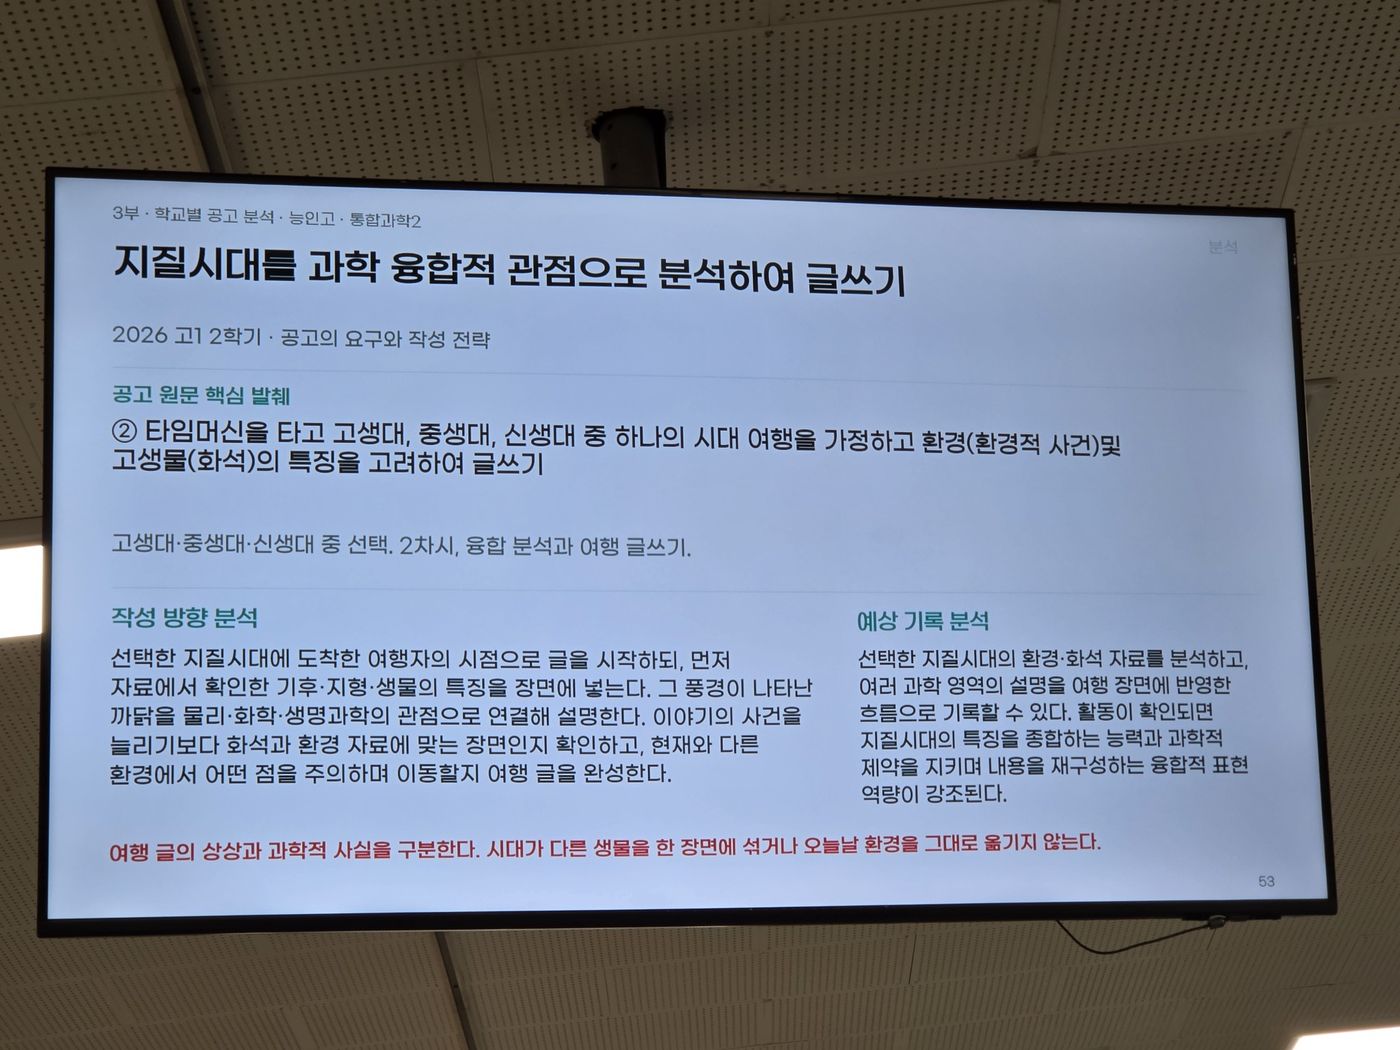 3부 · 학교별 공고 분석 · 능인고 · 통합과학2
분석
지질시대를 과학 융합적 관점으로 분석하여 글쓰기
2026 고1 2학기 · 공고의 요구와 작성 전략
공고 원문 핵심 발췌
② 타임머신을 타고 고생대, 중생대, 신생대 중 하나의 시대 여행을 가정하고 환경(환경적 사건)및
고생물(화석)의 특징을 고려하여 글쓰기
고생대·중생대·신생대 중 선택. 2차시, 융합 분석과 여행 글쓰기.
작성 방향 분석
선택한 지질시대에 도착한 여행자의 시점으로 글을 시작하되, 먼저
자료에서 확인한 기후·지형·생물의 특징을 장면에 넣는다. 그 풍경이 나타난
까닭을 물리·화학·생명과학의 관점으로 연결해 설명한다. 이야기의 사건을
늘리기보다 화석과 환경 자료에 맞는 장면인지 확인하고, 현재와 다른
환경에서 어떤 점을 주의하며 이동할지 여행 글을 완성한다.
예상 기록 분석
선택한 지질시대의 환경·화석 자료를 분석하고,
여러 과학 영역의 설명을 여행 장면에 반영한
흐름으로 기록할 수 있다. 활동이 확인되면
지질시대의 특징을 종합하는 능력과 과학적
제약을 지키며 내용을 재구성하는 융합적 표현
역량이 강조된다.
여행 글의 상상과 과학적 사실을 구분한다. 시대가 다른 생물을 한 장면에 섞거나 오늘날 환경을 그대로 옮기지 않는다.
53